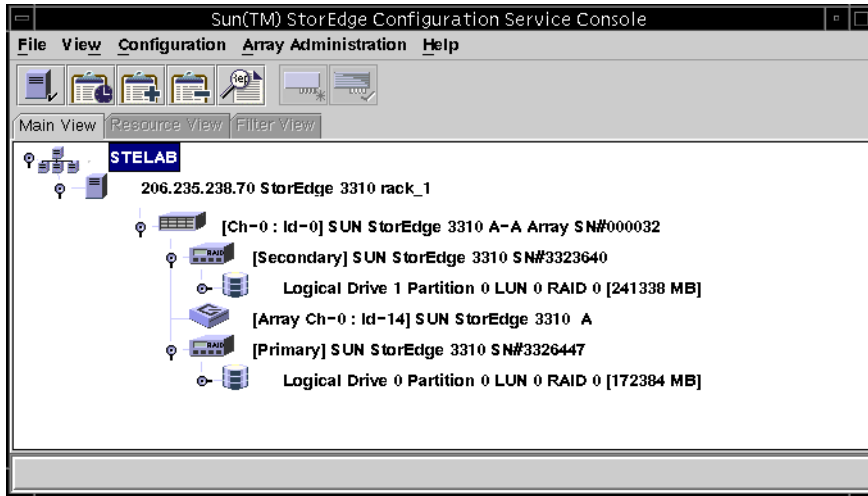 Sun(TM) StorEdge Configuration Service Console
File View Configuration Array Administration Help
Main View Resource View Filter View
STELAB
206.235.238.70 StorEdge 3310 rack_1
[Ch-0 : Id-0] SUN StorEdge 3310 A-A Array SN#000032
[Secondary] SUN StorEdge 3310 SN#3323640
Logical Drive 1 Partition 0 LUN 0 RAID 0 [241338 MB]
[Array Ch-0 : Id-14] SUN StorEdge 3310 A
[Primary] SUN StorEdge 3310 SN#3326447
Logical Drive 0 Partition 0 LUN 0 RAID 0 [172384 MB]